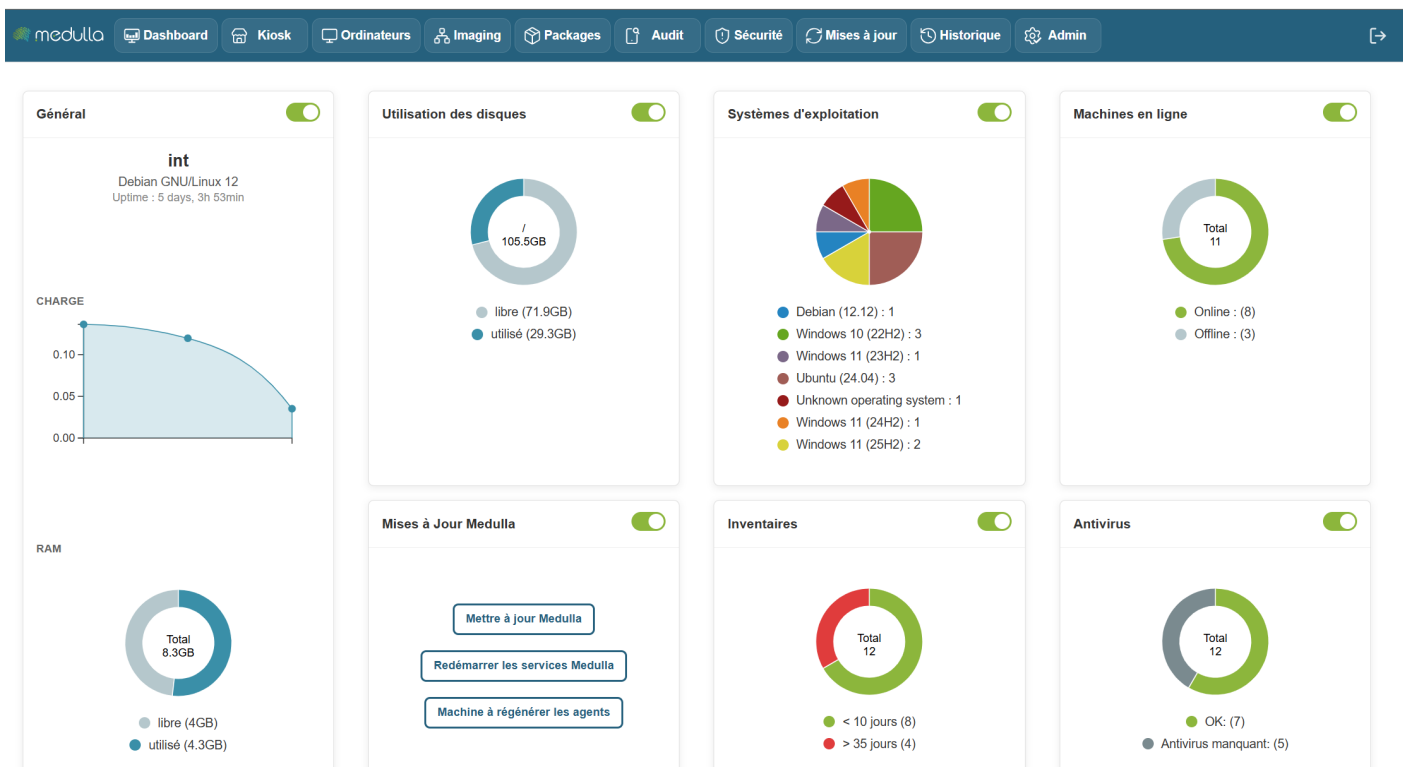 medulla Dashboard Kiosk Ordinateurs Imaging Packages Audit Sécurité Mises à jour Historique Admin
Général
int
Debian GNU/Linux 12
Uptime : 5 days, 3h 53min
CHARGE
0.10
0.05
0.00
RAM
Total
8.3GB
libre (4GB)
utilisé (4.3GB)
Utilisation des disques
/
105.5GB
libre (71.9GB)
utilisé (29.3GB)
Systèmes d'exploitation
Debian (12.12) : 1
Windows 10 (22H2) : 3
Windows 11 (23H2) : 1
Ubuntu (24.04) : 3
Unknown operating system : 1
Windows 11 (24H2) : 1
Windows 11 (25H2) : 2
Machines en ligne
Total
11
Online : (8)
Offline : (3)
Mises à Jour Medulla
Mettre à jour Medulla
Redémarrer les services Medulla
Machine à régénérer les agents
Inventaires
Total
12
< 10 jours (8)
> 35 jours (4)
Antivirus
Total
12
OK: (7)
Antivirus manquant: (5)